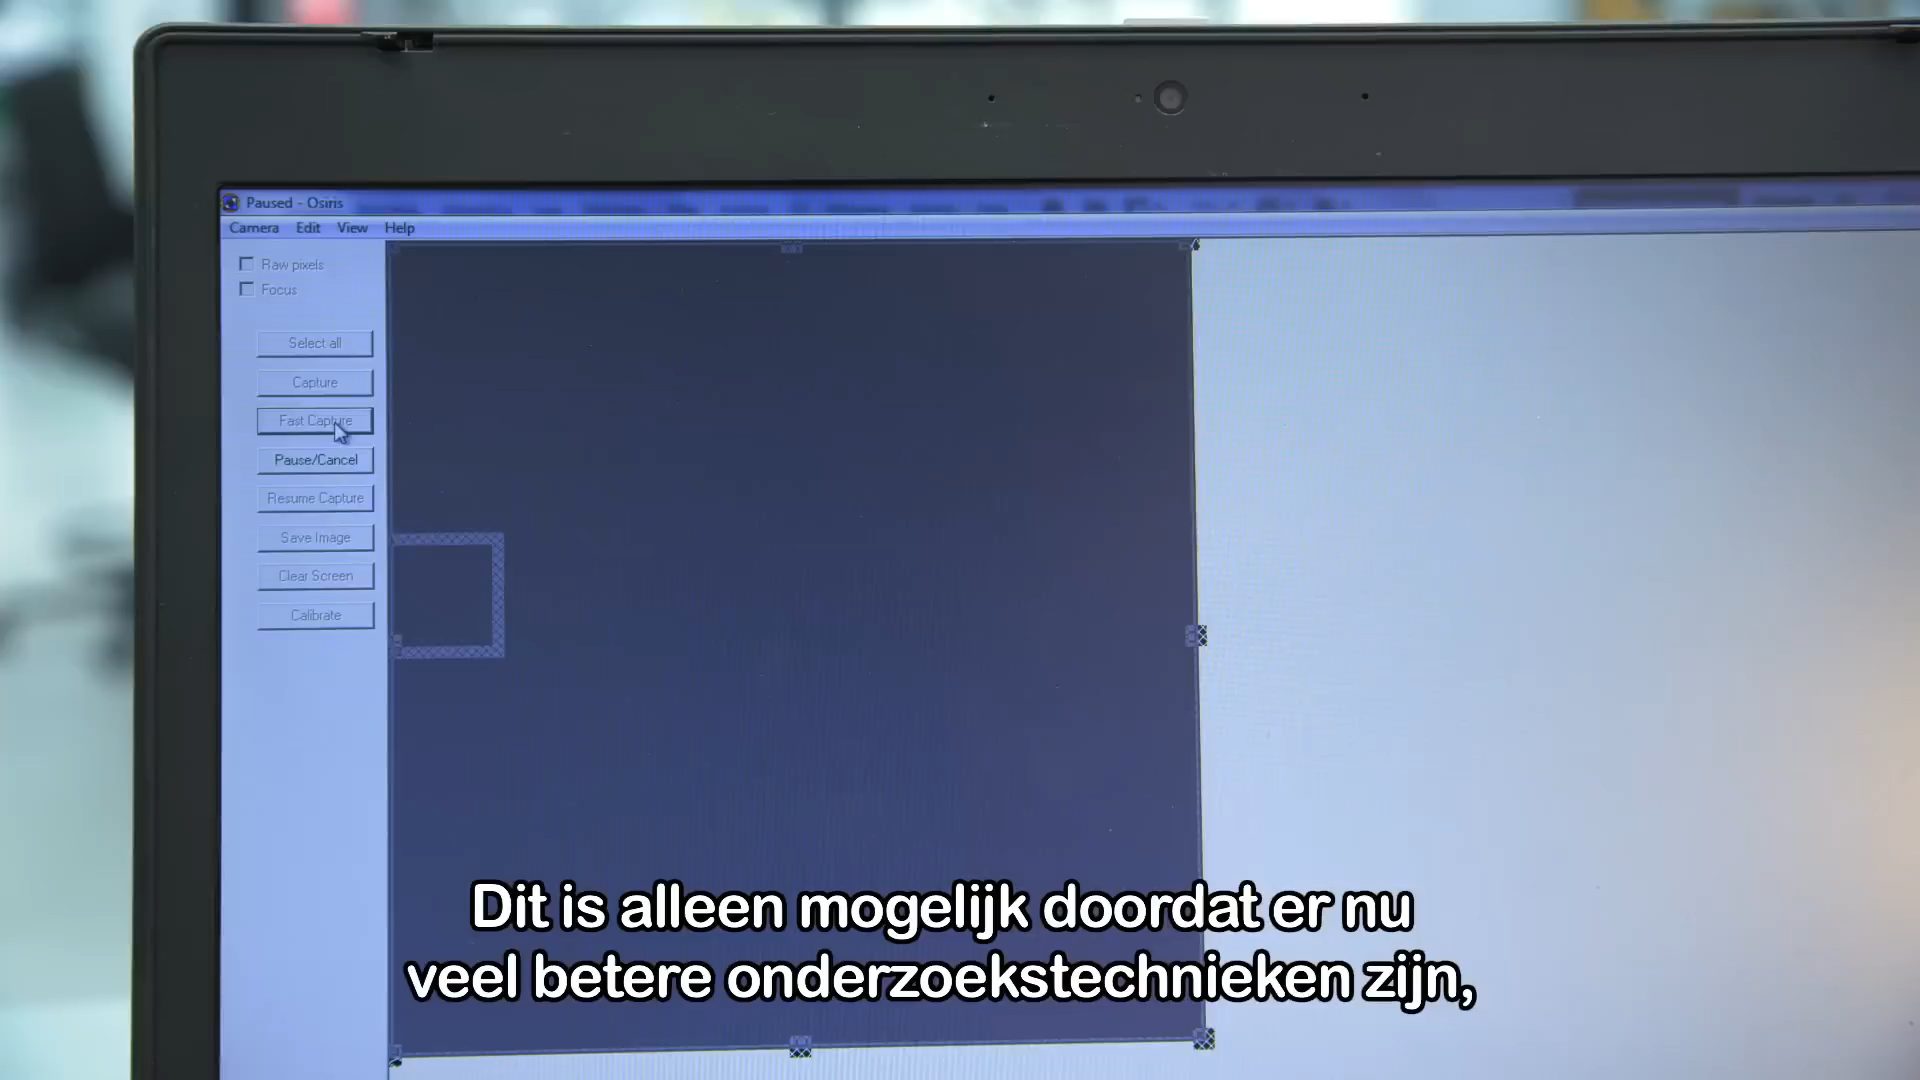 Paused - Osiris
Camera Edit View Help
Raw pixels
Focus
Select all
Capture
Fast Capture
Pause/Cancel
Resume Capture
Save Image
Clear Screen
Calibrate
Dit is alleen mogelijk doordat er nu
veel betere onderzoekstechnieken zijn,